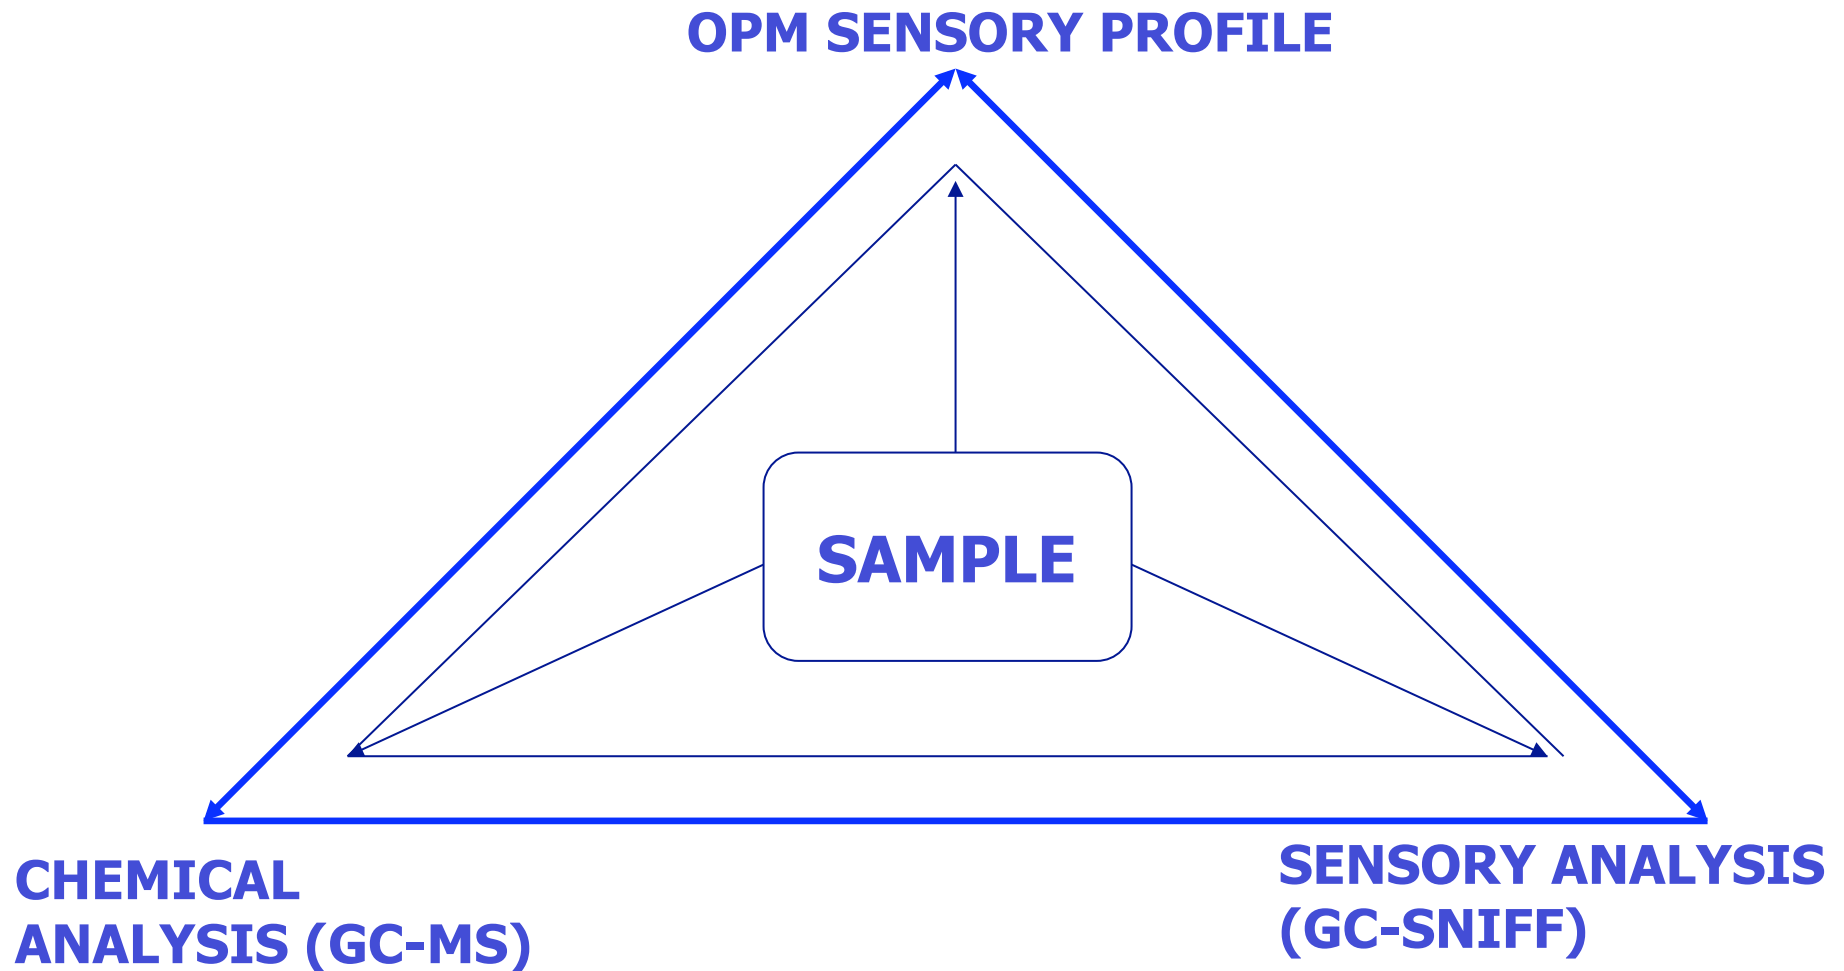 OPM SENSORY PROFILE
SAMPLE
CHEMICAL
ANALYSIS (GC-MS)
SENSORY ANALYSIS
(GC-SNIFF)